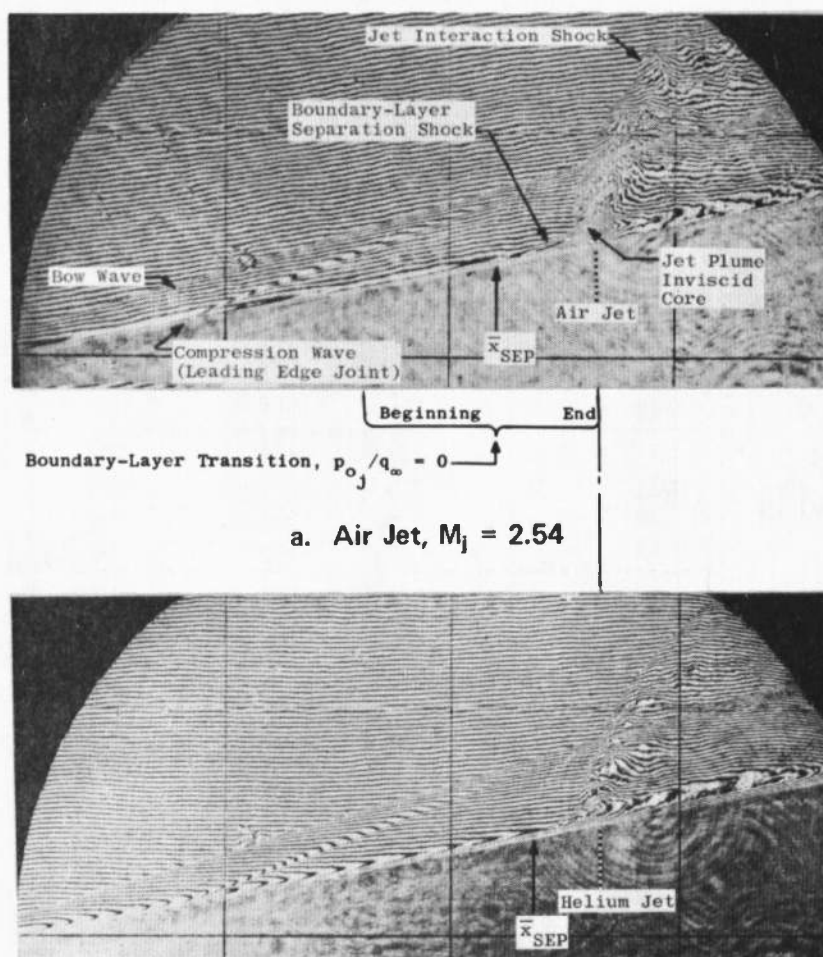 Jet Interaction Shock
Boundary-Layer
Separation Shock
Bow Wave
Jet Plume
Inviscid
Core
Air Jet
x̅SEP
Compression Wave
(Leading Edge Joint)
Beginning End
Boundary-Layer Transition, p_oj/q∞ = 0
a. Air Jet, Mj = 2.54
Helium Jet
x̅SEP